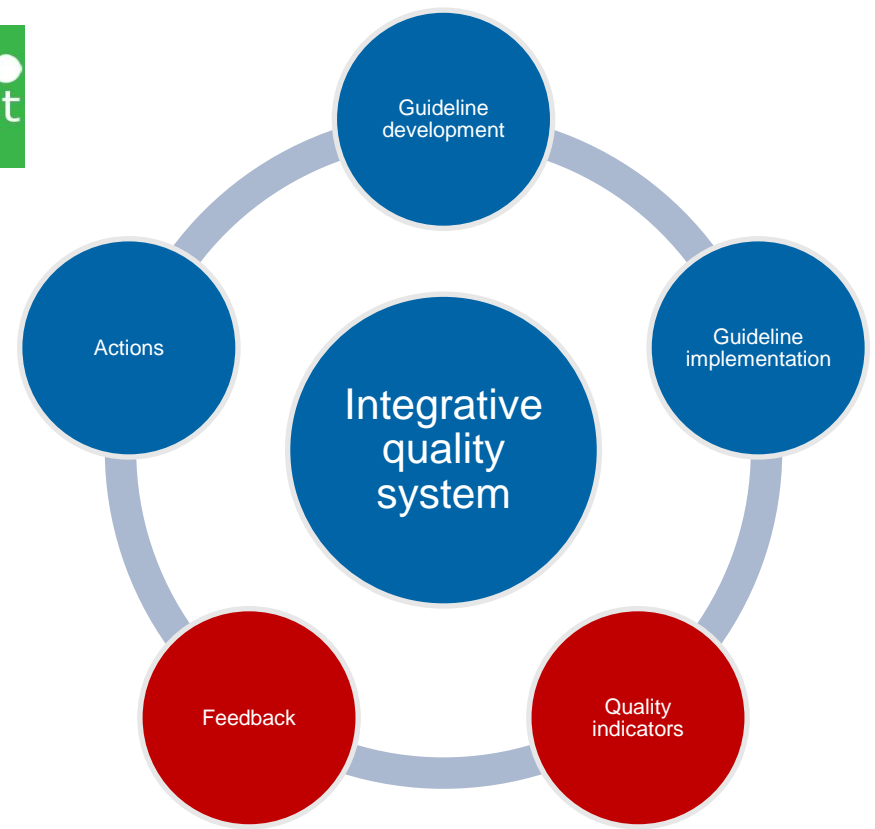 t
Guideline
development
Guideline
implementation
Actions
Integrative
quality
system
Feedback
Quality
indicators